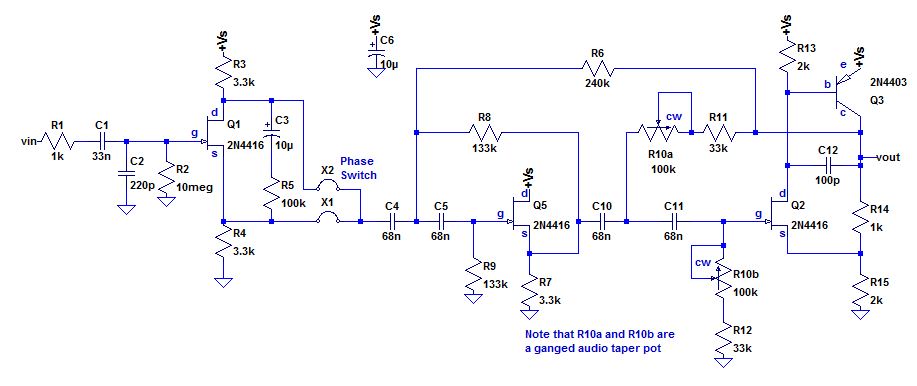 +Vs
R3
3.3k
+Vs
C6
10µ
R6
240k
+Vs
R13
2k
+Vs
e
b
c
2N4403
Q3
vin
R1
1k
C1
33n
g
d
s
Q1
2N4416
C3
10µ
C2
220p
R2
10meg
R5
100k
X2
Phase
Switch
X1
R4
3.3k
R8
133k
C4
68n
C5
68n
+Vs
d
g
s
Q5
2N4416
R9
133k
R7
3.3k
cw
R10a
100k
R11
33k
C10
68n
C11
68n
C12
100p
vout
d
g
s
Q2
2N4416
R14
1k
R15
2k
cw
R10b
100k
R12
33k
Note that R10a and R10b are
a ganged audio taper pot